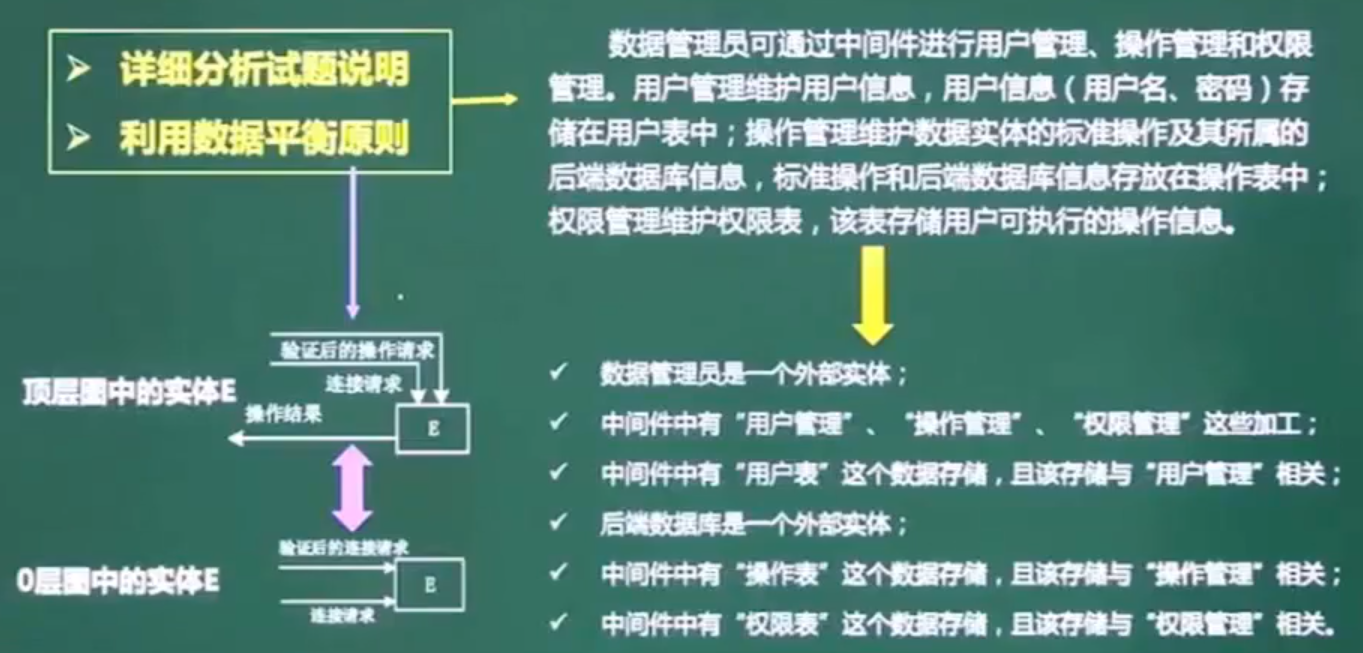 ➢ 详细分析试题说明
➢ 利用数据平衡原则
数据管理员可通过中间件进行用户管理、操作管理和权限
管理。用户管理维护用户信息，用户信息（用户名、密码）存
储在用户表中；操作管理维护数据实体的标准操作及其所属的
后端数据库信息，标准操作和后端数据库信息存放在操作表中；
权限管理维护权限表，该表存储用户可执行的操作信息。
验证后的操作请求
连接请求
顶层图中的实体E
操作结果
E
验证后的连接请求
0层图中的实体E
E
连接请求
✓ 数据管理员是一个外部实体；
✓ 中间件中有“用户管理”、“操作管理”、“权限管理”这些加工；
✓ 中间件中有“用户表”这个数据存储，且该存储与“用户管理”相关；
✓ 后端数据库是一个外部实体；
✓ 中间件中有“操作表”这个数据存储，且该存储与“操作管理”相关；
✓ 中间件中有“权限表”这个数据存储，且该存储与“权限管理”相关。